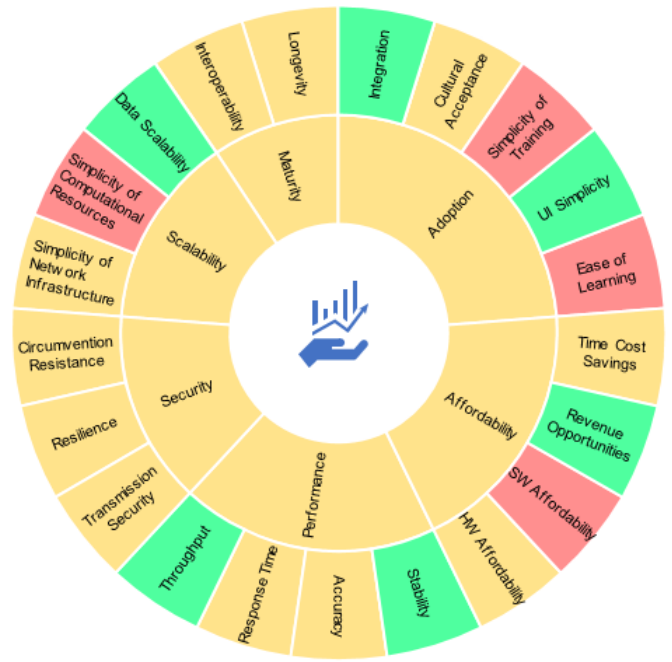 Integration
Cultural
Acceptance
Simplicity of
Training
UI Simplicity
Ease of
Learning
Time Cost
Savings
Revenue
Opportunities
SW Affordability
HW Affordability
Stability
Accuracy
Response Time
Throughput
Transmission
Security
Resilience
Circumvention
Resistance
Simplicity of
Network
Infrastructure
Simplicity of
Computational
Resources
Data Scalability
Interoperability
Longevity
Adoption
Affordability
Performance
Security
Scalability
Maturity